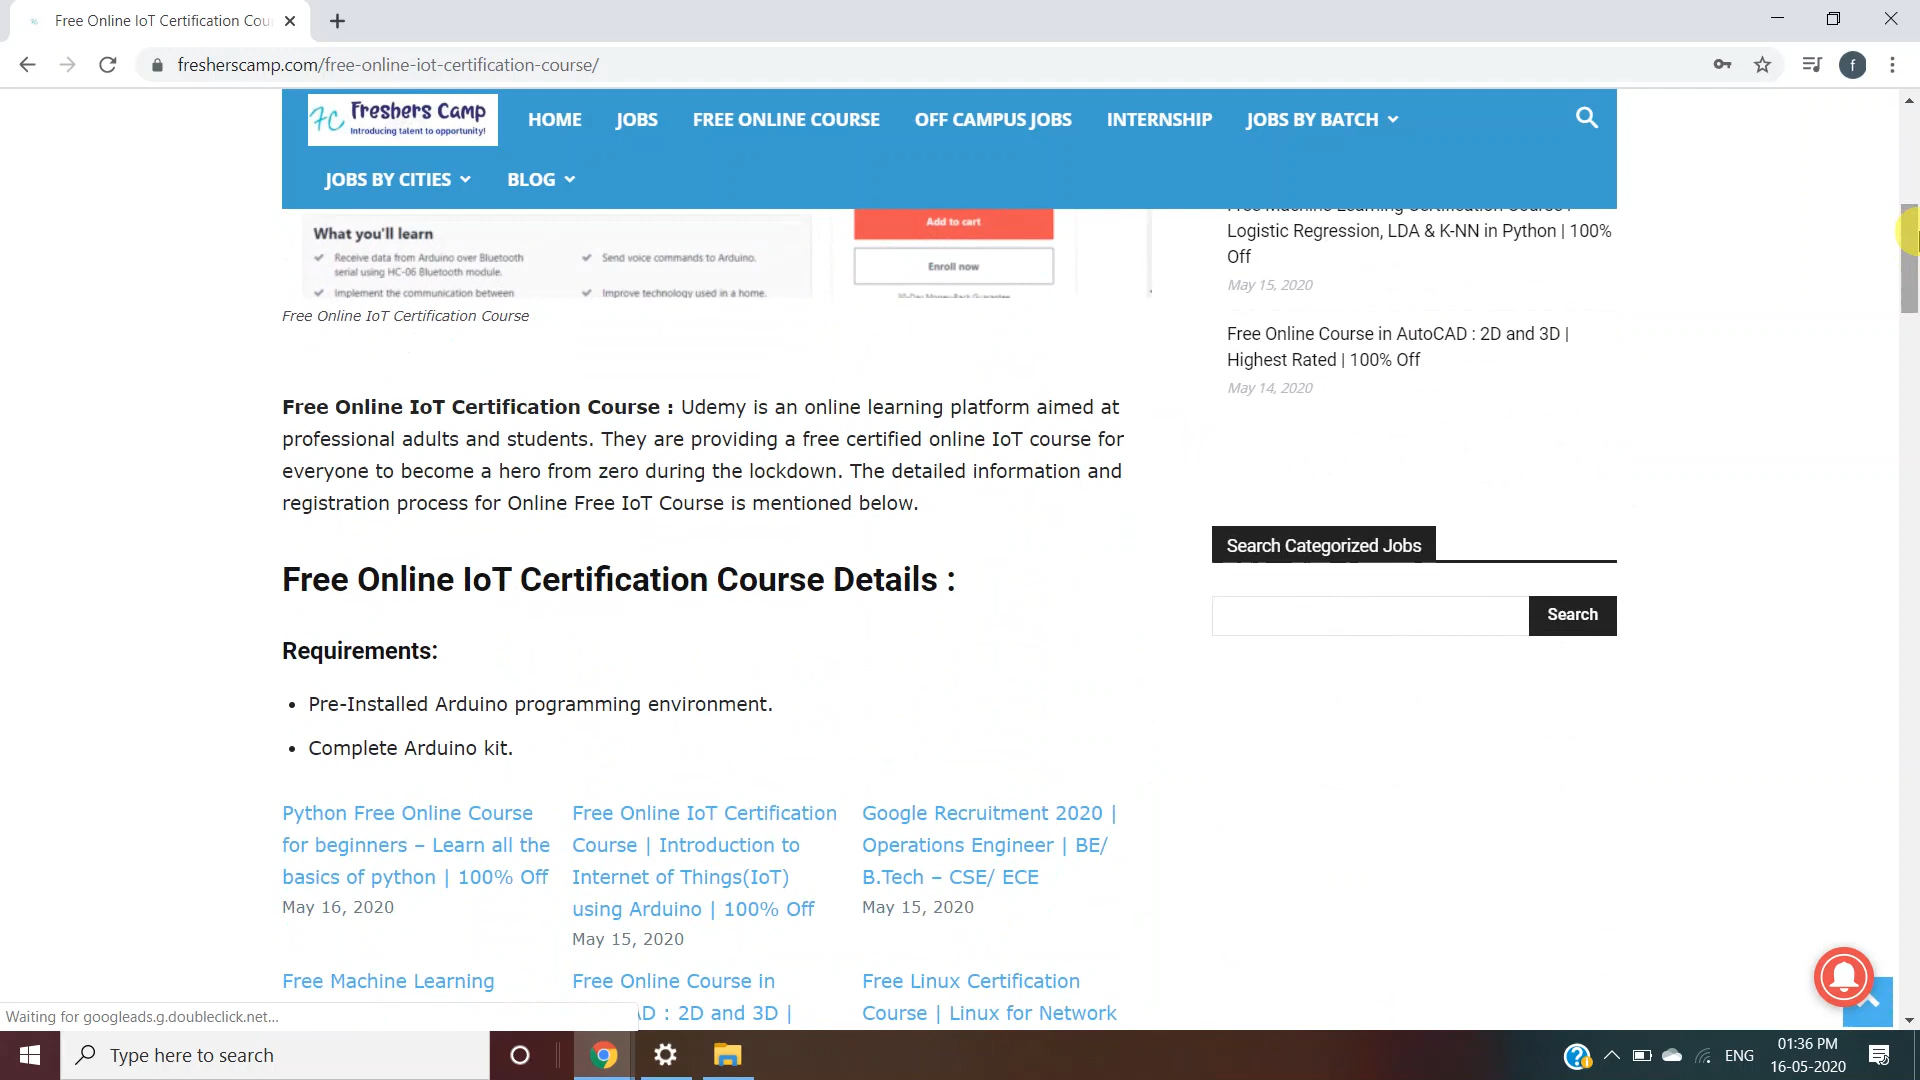 Free Online IoT Certification Cou
fresherscamp.com/free-online-iot-certification-course/
f
FC Freshers Camp
Introducing talent to opportunity!
HOME JOBS FREE ONLINE COURSE OFF CAMPUS JOBS INTERNSHIP JOBS BY BATCH
JOBS BY CITIES BLOG
What you'll learn
Receive data from Arduino over Bluetooth
serial using HC-06 Bluetooth module.
Send voice commands to Arduino.
Implement the communication between
Improve technology used in a home.
Add to cart
Enroll now
30-Day Money-Back Guarantee
Free Online IoT Certification Course
Free Machine Learning Certification Course :
Logistic Regression, LDA & K-NN in Python | 100%
Off
May 15, 2020
Free Online Course in AutoCAD : 2D and 3D |
Highest Rated | 100% Off
May 14, 2020
Free Online IoT Certification Course : Udemy is an online learning platform aimed at
professional adults and students. They are providing a free certified online IoT course for
everyone to become a hero from zero during the lockdown. The detailed information and
registration process for Online Free IoT Course is mentioned below.
Search Categorized Jobs
Search
Free Online IoT Certification Course Details :
Requirements:
• Pre-Installed Arduino programming environment.
• Complete Arduino kit.
Python Free Online Course
for beginners – Learn all the
basics of python | 100% Off
May 16, 2020
Free Online IoT Certification
Course | Introduction to
Internet of Things(IoT)
using Arduino | 100% Off
May 15, 2020
Google Recruitment 2020 |
Operations Engineer | BE/
B.Tech – CSE/ ECE
May 15, 2020
Free Machine Learning
Free Online Course in
AD : 2D and 3D |
Free Linux Certification
Course | Linux for Network
Waiting for googleads.g.doubleclick.net...
Type here to search
ENG
01:36 PM
16-05-2020